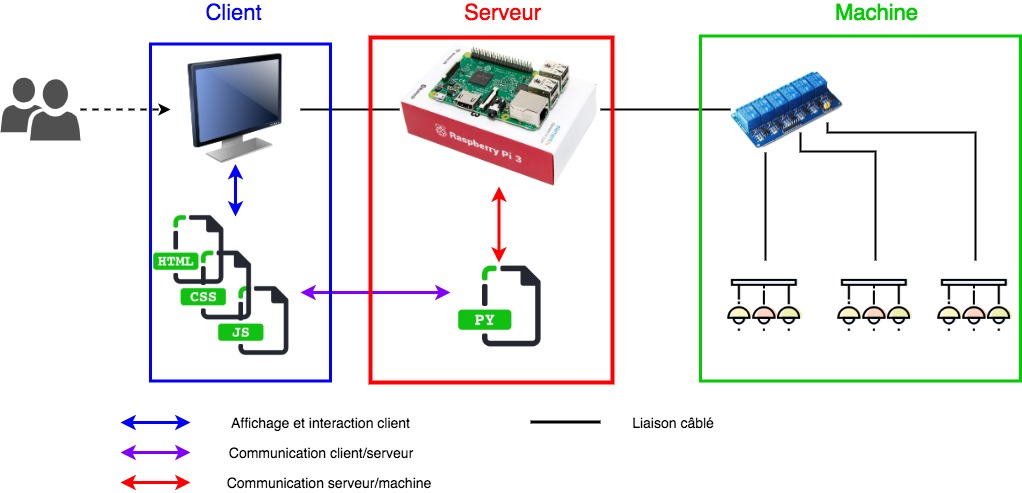 Client
Serveur
Machine
Raspberry Pi 3
HTML
CSS
JS
PY
Affichage et interaction client
Liaison câblé
Communication client/serveur
Communication serveur/machine